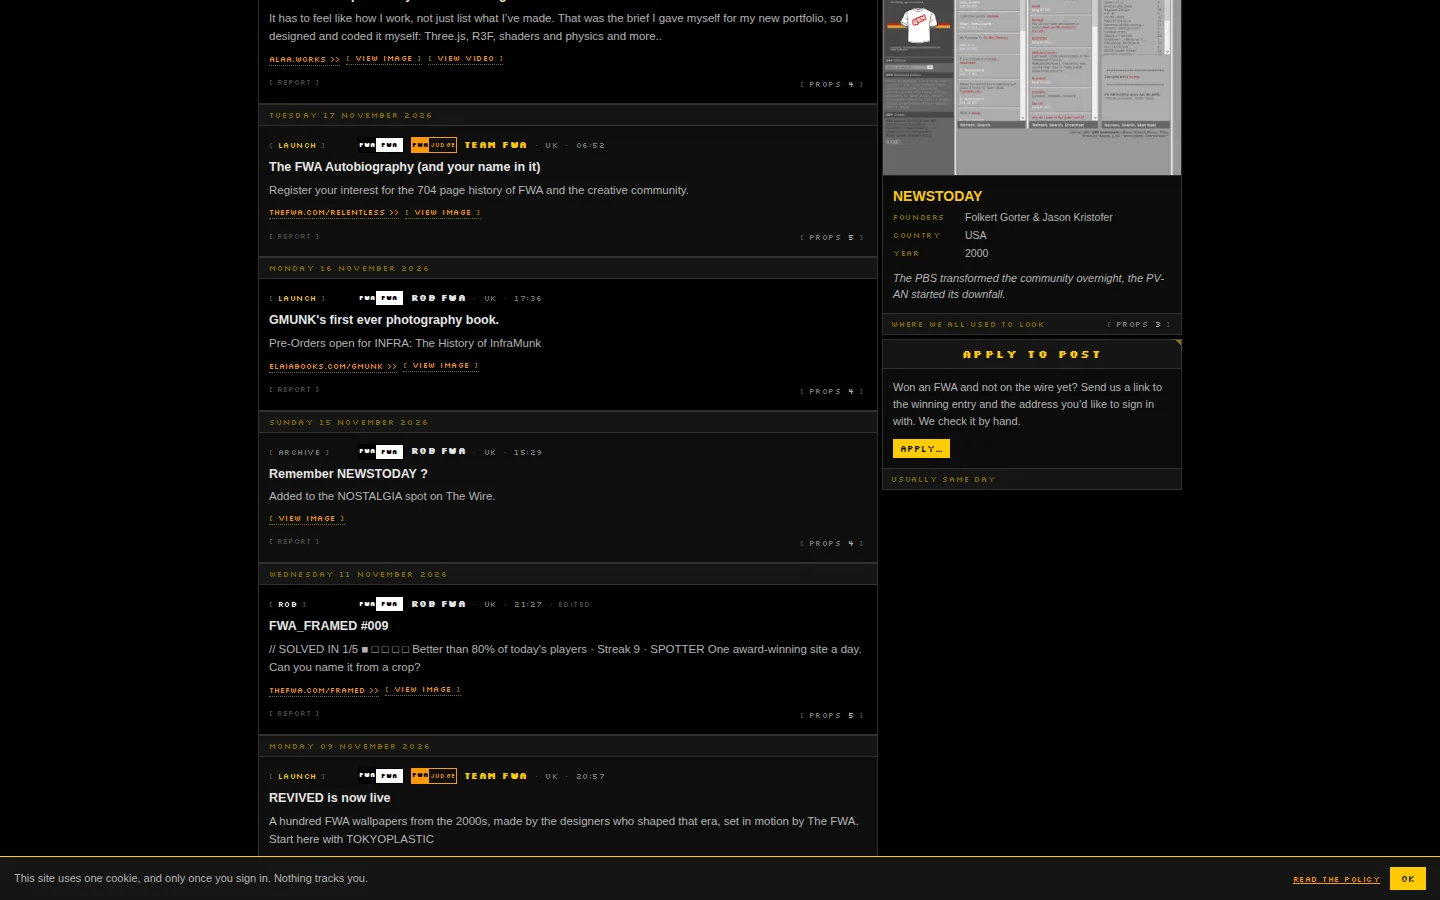 It has to feel like how I work, not just list what I've made. That was the brief I gave myself for my new portfolio, so I
designed and coded it myself: Three.js, R3F, shaders and physics and more..
ALAA.WORKS >> [ VIEW IMAGE ] [ VIEW VIDEO ]
[ REPORT ] [ PROPS 4 ]
TUESDAY 17 NOVEMBER 2026
[ LAUNCH ] FWA FWA FWA JUDGE TEAM FWA · UK · 06:52
The FWA Autobiography (and your name in it)
Register your interest for the 704 page history of FWA and the creative community.
THEFWA.COM/RELENTLESS >> [ VIEW IMAGE ]
[ REPORT ] [ PROPS 5 ]
MONDAY 16 NOVEMBER 2026
[ LAUNCH ] FWA FWA ROB FWA · UK · 17:36
GMUNK's first ever photography book.
Pre-Orders open for INFRA: The History of InfraMunk
ELAIABOOKS.COM/GMUNK >> [ VIEW IMAGE ]
[ REPORT ] [ PROPS 4 ]
SUNDAY 15 NOVEMBER 2026
[ ARCHIVE ] FWA FWA ROB FWA · UK · 15:29
Remember NEWSTODAY ?
Added to the NOSTALGIA spot on The Wire.
[ VIEW IMAGE ]
[ REPORT ] [ PROPS 4 ]
WEDNESDAY 11 NOVEMBER 2026
[ ROB ] FWA FWA ROB FWA · UK · 21:27 · EDITED
FWA_FRAMED #009
// SOLVED IN 1/5 ■ □ □ □ □ Better than 80% of today's players · Streak 9 · SPOTTER One award-winning site a day.
Can you name it from a crop?
THEFWA.COM/FRAMED >> [ VIEW IMAGE ]
[ REPORT ] [ PROPS 5 ]
MONDAY 09 NOVEMBER 2026
[ LAUNCH ] FWA FWA FWA JUDGE TEAM FWA · UK · 20:57
REVIVED is now live
A hundred FWA wallpapers from the 2000s, made by the designers who shaped that era, set in motion by The FWA.
Start here with TOKYOPLASTIC
NEWSTODAY
FOUNDERS Folkert Gorter & Jason Kristofer
COUNTRY USA
YEAR 2000
The PBS transformed the community overnight, the PV-
AN started its downfall.
WHERE WE ALL USED TO LOOK [ PROPS 3 ]
APPLY TO POST
Won an FWA and not on the wire yet? Send us a link to
the winning entry and the address you'd like to sign in
with. We check it by hand.
APPLY…
USUALLY SAME DAY
This site uses one cookie, and only once you sign in. Nothing tracks you.
READ THE POLICY OK